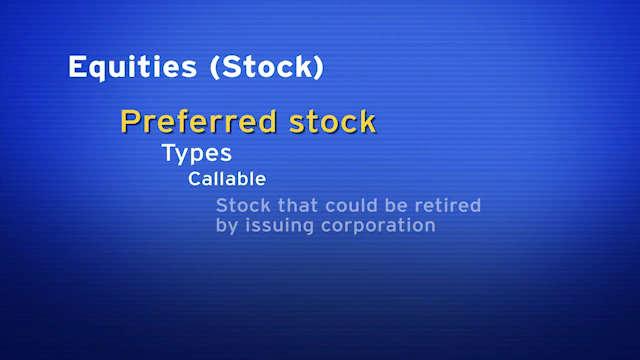 Equities (Stock)
Preferred stock
Types
Callable
Stock that could be retired
by issuing corporation